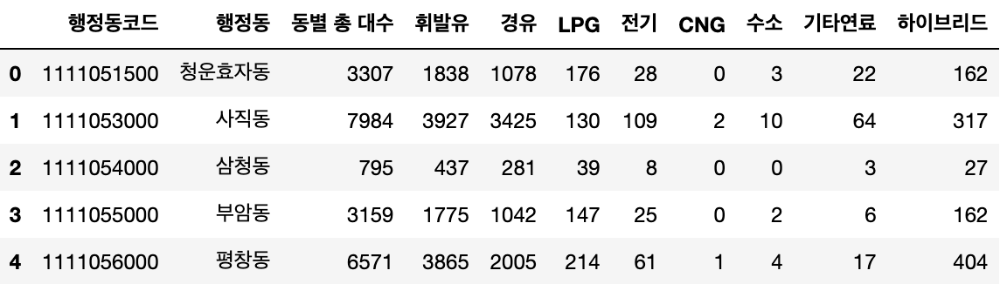 행정동코드 행정동 동별 총 대수 휘발유 경유 LPG 전기 CNG 수소 기타연료 하이브리드
0 1111051500 청운효자동 3307 1838 1078 176 28 0 3 22 162
1 1111053000 사직동 7984 3927 3425 130 109 2 10 64 317
2 1111054000 삼청동 795 437 281 39 8 0 0 3 27
3 1111055000 부암동 3159 1775 1042 147 25 0 2 6 162
4 1111056000 평창동 6571 3865 2005 214 61 1 4 17 404